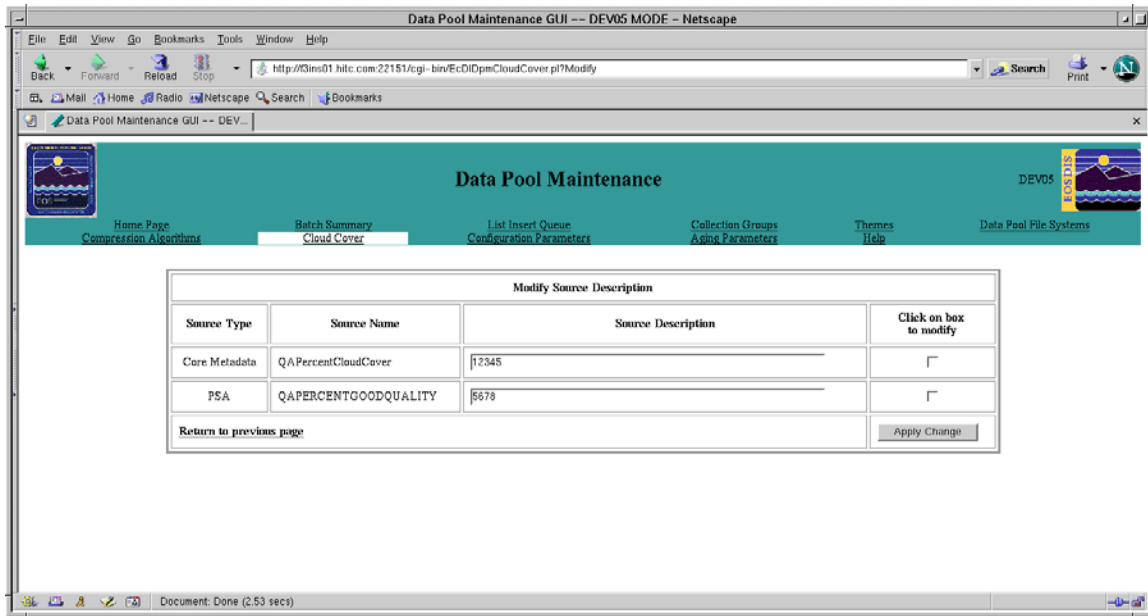 Data Pool Maintenance GUI -- DEV05 MODE - Netscape
File Edit View Go Bookmarks Tools Window Help
Back Forward Reload Stop http://f3ins01.hitc.com:22151/cgi-bin/EcDlDpmCloudCover.pl?Modify Search Print N
Mail Home Radio Netscape Search Bookmarks
Data Pool Maintenance GUI -- DEV...
Data Pool Maintenance
DEV05
EOSDIS
EOS
Home Page Batch Summary List Insert Queue Collection Groups Themes Data Pool File Systems
Compression Algorithms Cloud Cover Configuration Parameters Aging Parameters Help
Modify Source Description
Source Type Source Name Source Description Click on box
to modify
Core Metadata QAPercentCloudCover 12345
PSA QAPERCENTGOODQUALITY 5678
Return to previous page Apply Change
Document: Done (2.53 secs)